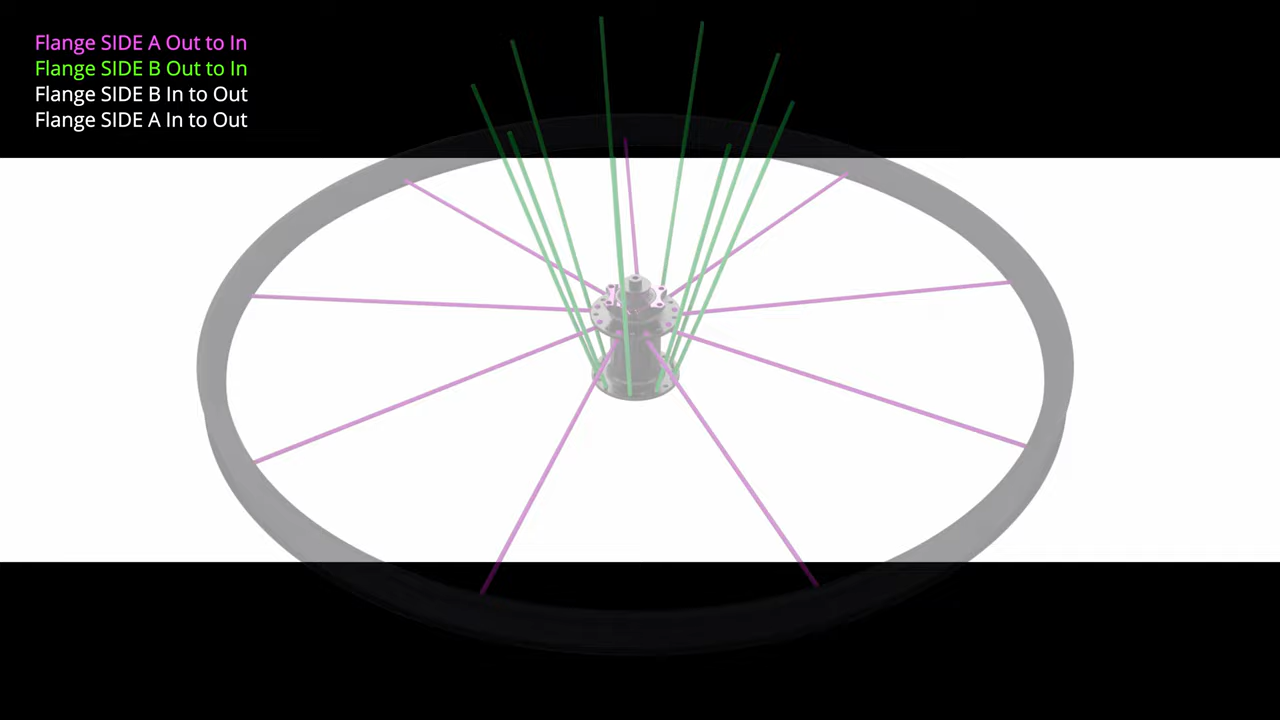 Flange SIDE A Out to In
Flange SIDE B Out to In
Flange SIDE B In to Out
Flange SIDE A In to Out